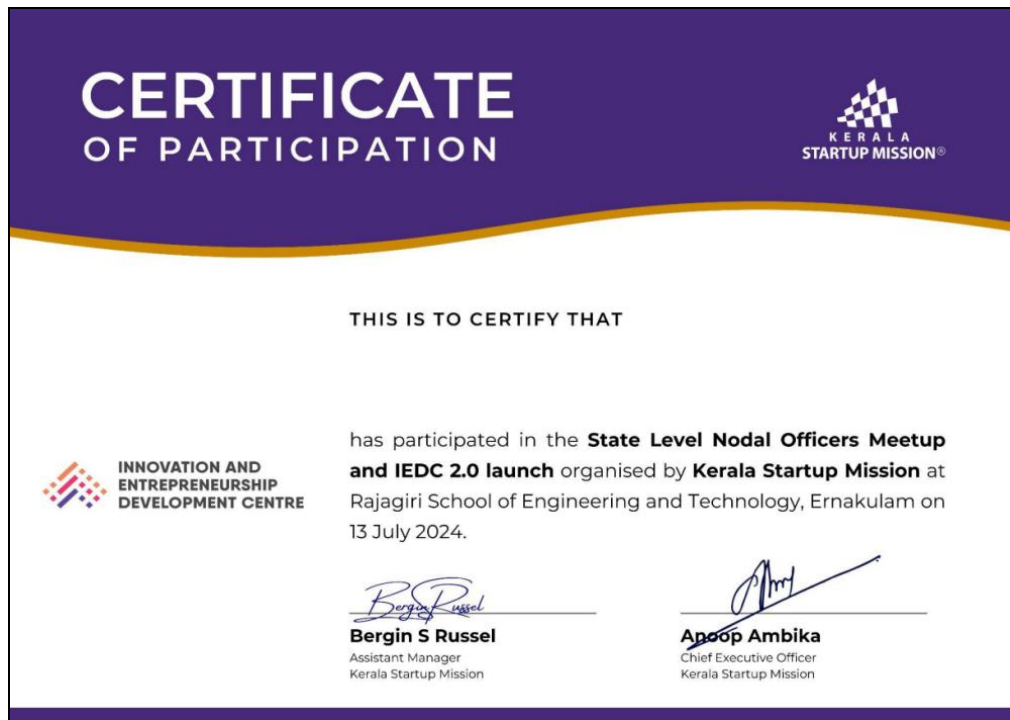 CERTIFICATE
OF PARTICIPATION
KERALA
STARTUP MISSION®
THIS IS TO CERTIFY THAT
has participated in the State Level Nodal Officers Meetup
and IEDC 2.0 launch organised by Kerala Startup Mission at
Rajagiri School of Engineering and Technology, Ernakulam on
13 July 2024.
INNOVATION AND
ENTREPRENEURSHIP
DEVELOPMENT CENTRE
Bergin Russel
Bergin S Russel
Assistant Manager
Kerala Startup Mission
Anoop Ambika
Chief Executive Officer
Kerala Startup Mission